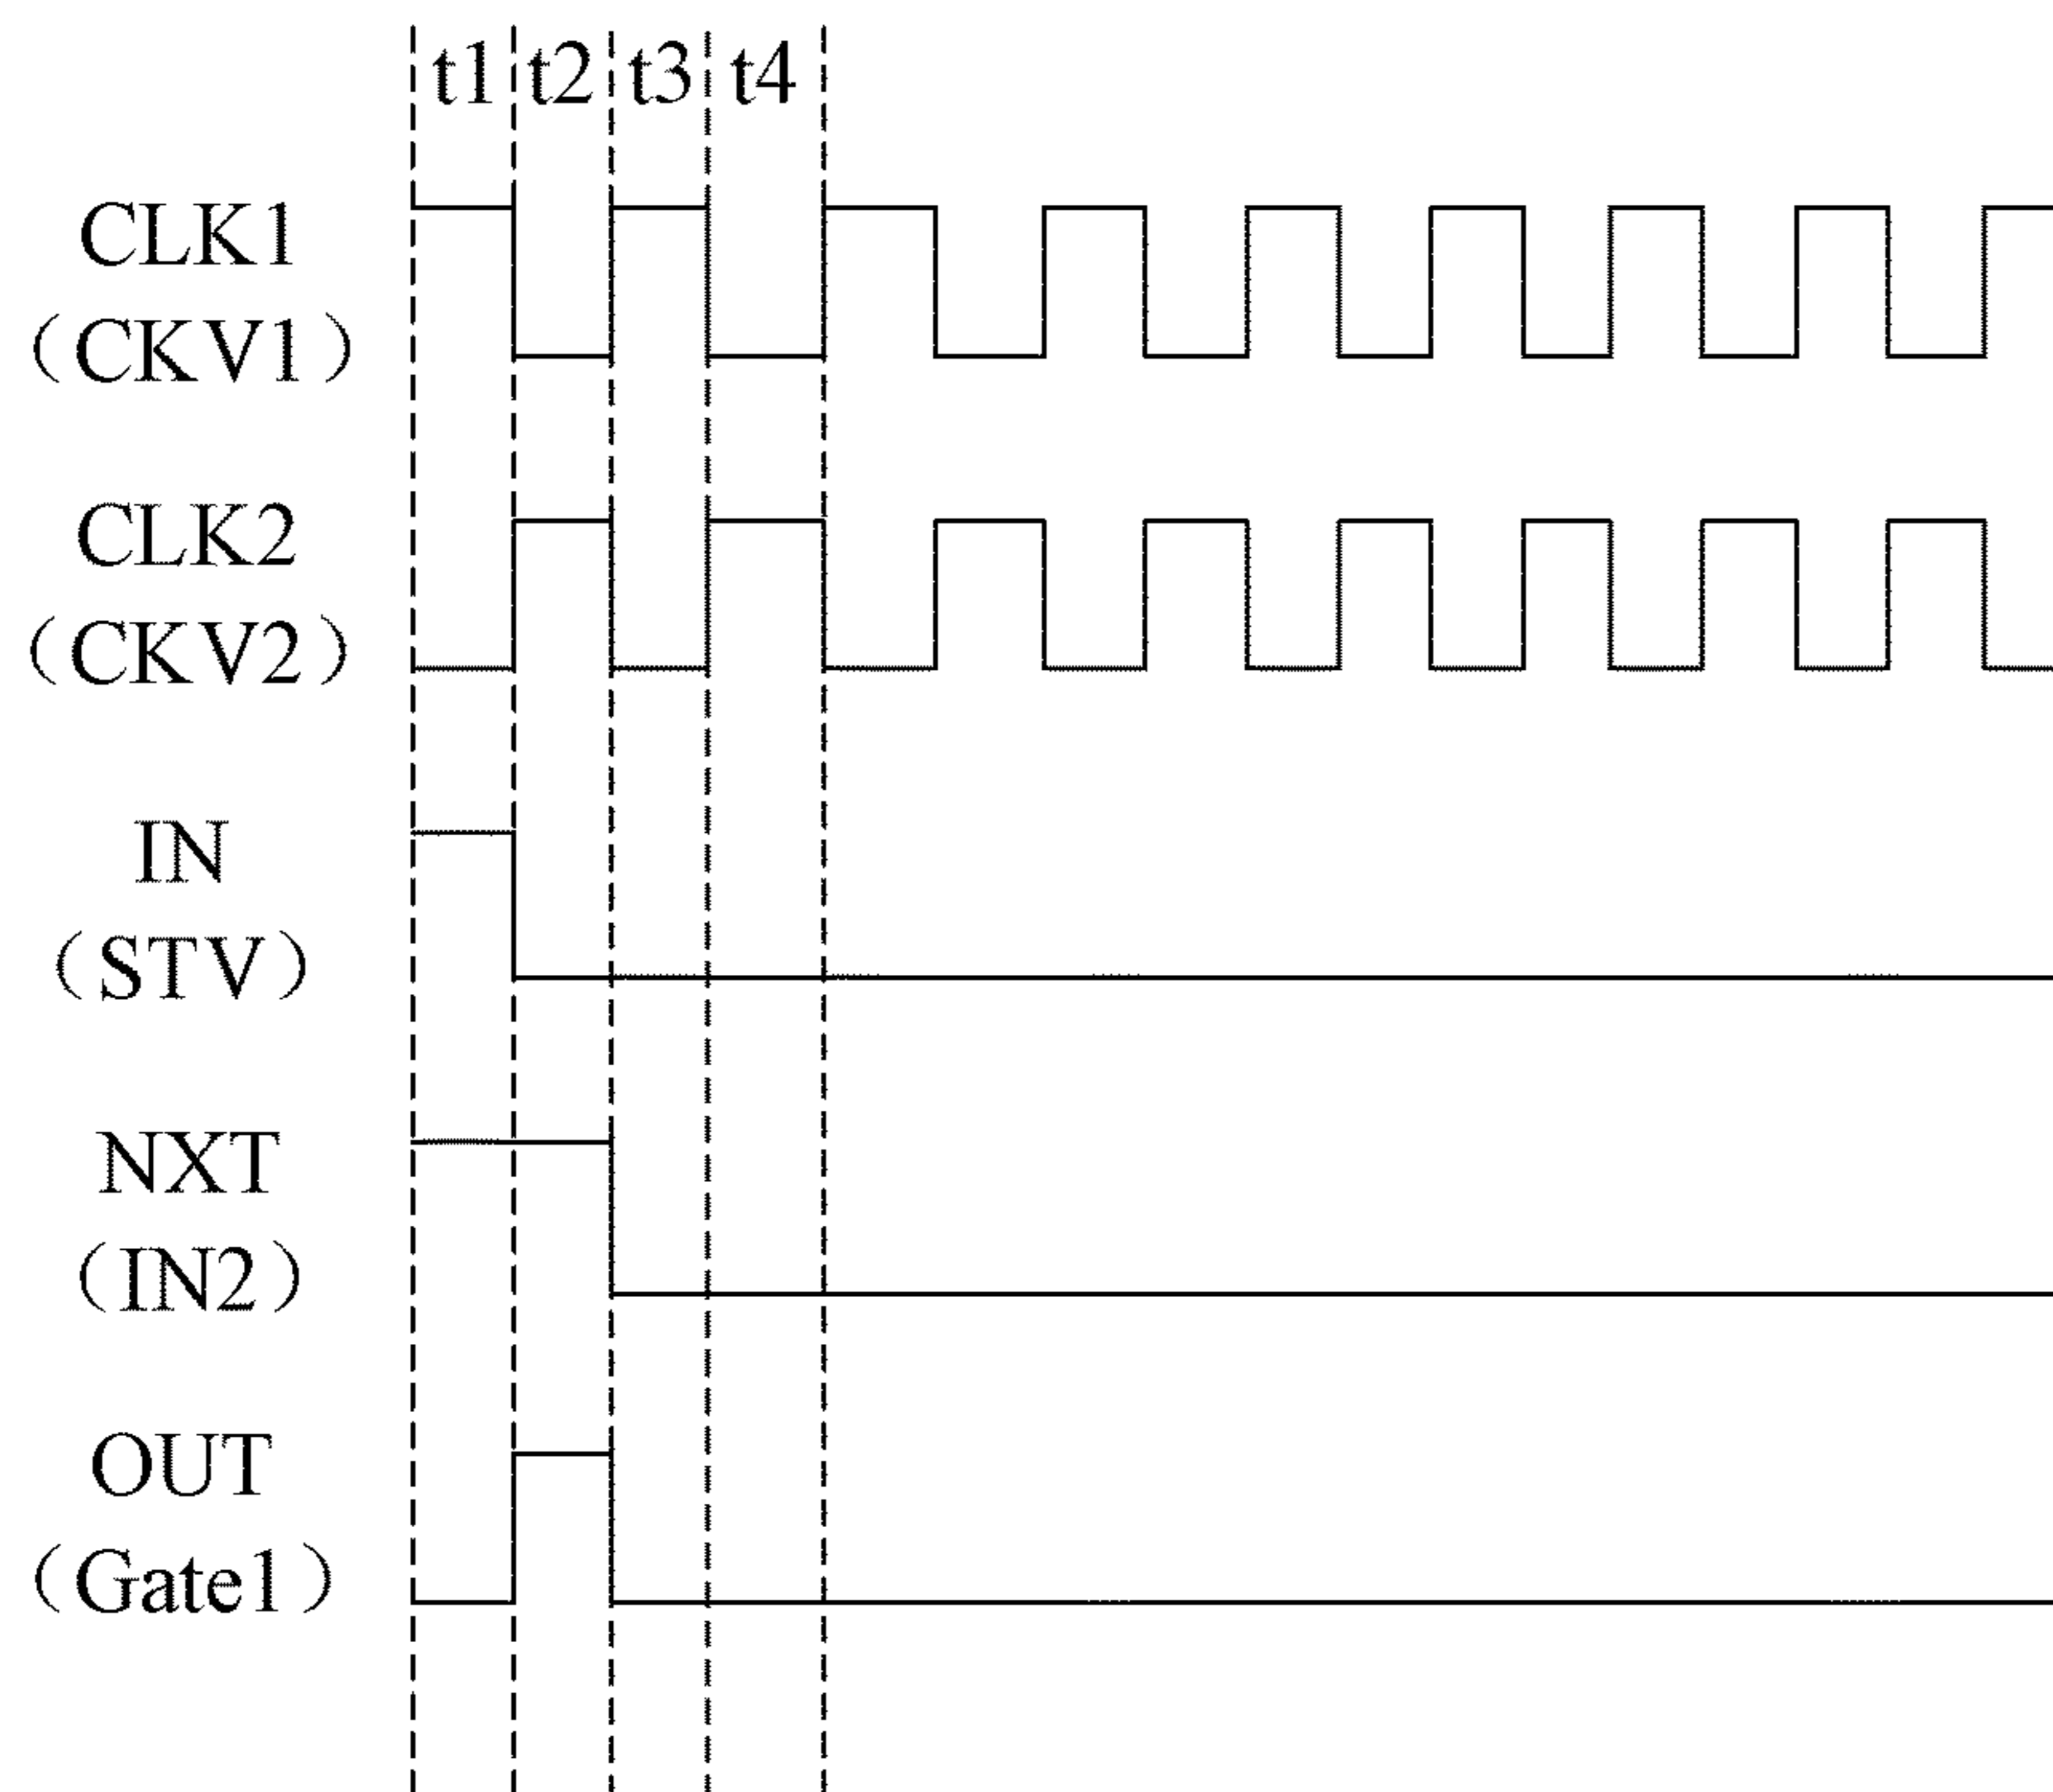 t1 t2 t3 t4
CLK1
（CKV1）
CLK2
（CKV2）
IN
（STV）
NXT
（IN2）
OUT
（Gate1）